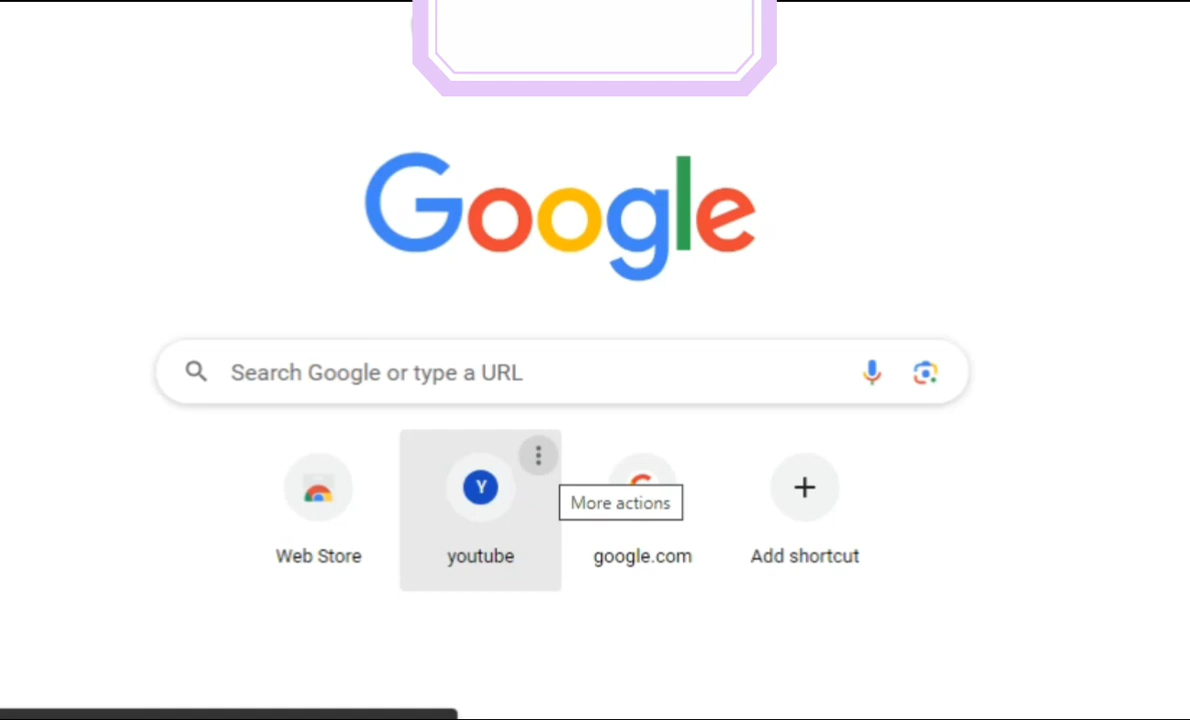 Google
Search Google or type a URL
Y
More actions
Web Store
youtube
google.com
Add shortcut